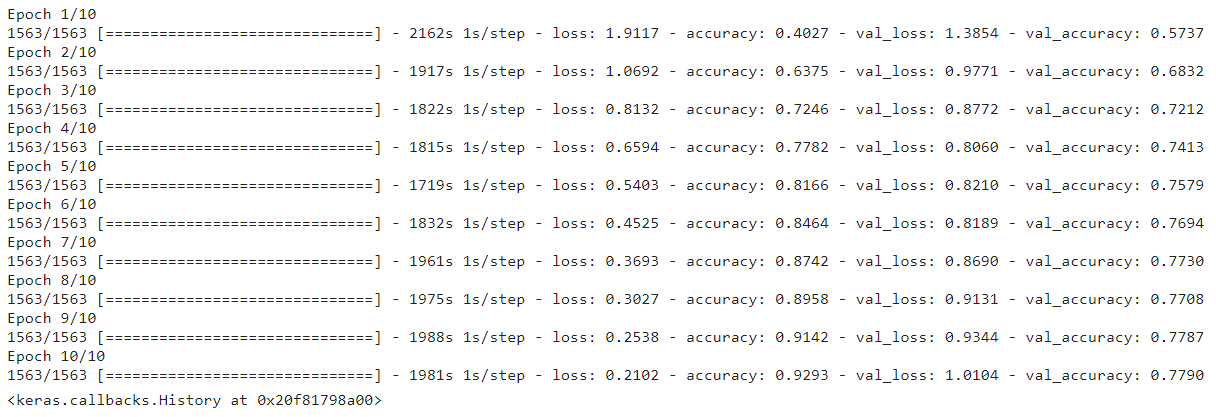 Epoch 1/10
1563/1563 [==============================] - 2162s 1s/step - loss: 1.9117 - accuracy: 0.4027 - val_loss: 1.3854 - val_accuracy: 0.5737
Epoch 2/10
1563/1563 [==============================] - 1917s 1s/step - loss: 1.0692 - accuracy: 0.6375 - val_loss: 0.9771 - val_accuracy: 0.6832
Epoch 3/10
1563/1563 [==============================] - 1822s 1s/step - loss: 0.8132 - accuracy: 0.7246 - val_loss: 0.8772 - val_accuracy: 0.7212
Epoch 4/10
1563/1563 [==============================] - 1815s 1s/step - loss: 0.6594 - accuracy: 0.7782 - val_loss: 0.8060 - val_accuracy: 0.7413
Epoch 5/10
1563/1563 [==============================] - 1719s 1s/step - loss: 0.5403 - accuracy: 0.8166 - val_loss: 0.8210 - val_accuracy: 0.7579
Epoch 6/10
1563/1563 [==============================] - 1832s 1s/step - loss: 0.4525 - accuracy: 0.8464 - val_loss: 0.8189 - val_accuracy: 0.7694
Epoch 7/10
1563/1563 [==============================] - 1961s 1s/step - loss: 0.3693 - accuracy: 0.8742 - val_loss: 0.8690 - val_accuracy: 0.7730
Epoch 8/10
1563/1563 [==============================] - 1975s 1s/step - loss: 0.3027 - accuracy: 0.8958 - val_loss: 0.9131 - val_accuracy: 0.7708
Epoch 9/10
1563/1563 [==============================] - 1988s 1s/step - loss: 0.2538 - accuracy: 0.9142 - val_loss: 0.9344 - val_accuracy: 0.7787
Epoch 10/10
1563/1563 [==============================] - 1981s 1s/step - loss: 0.2102 - accuracy: 0.9293 - val_loss: 1.0104 - val_accuracy: 0.7790
<keras.callbacks.History at 0x20f81798a00>